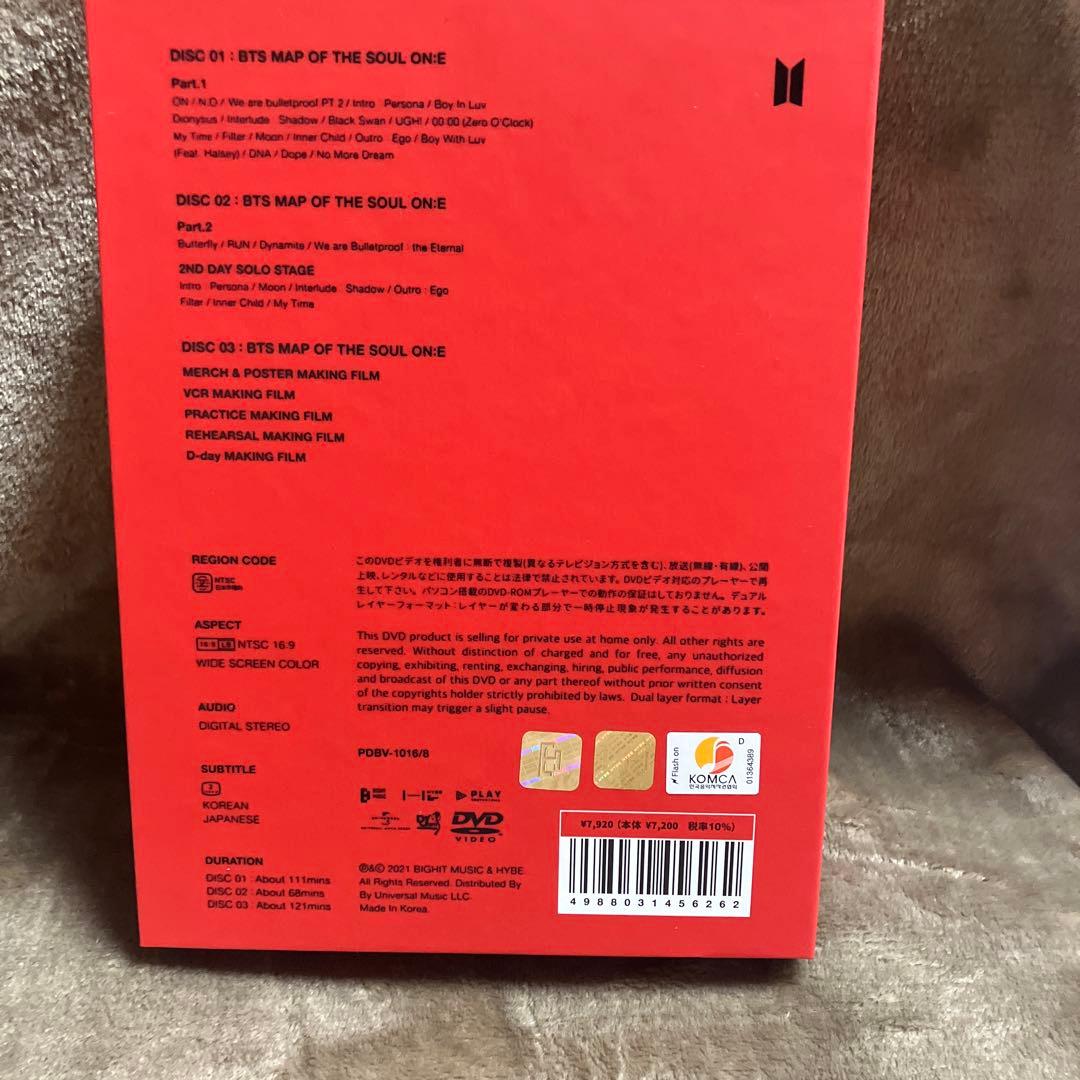 DISC 01 : BTS MAP OF THE SOUL ON:E
Part.1
ON / N.O / We are bulletproof PT 2 / Intro : Persona / Boy In Luv
Dionysus / Interlude : Shadow / Black Swan / UGH! / 00:00 (Zero O'Clock)
My Time / Filter / Moon / Inner Child / Outro : Ego / Boy With Luv
(Feat. Halsey) / DNA / Dope / No More Dream
DISC 02 : BTS MAP OF THE SOUL ON:E
Part.2
Butterfly / RUN / Dynamite / We are Bulletproof : the Eternal
2ND DAY SOLO STAGE
Intro : Persona / Moon / Interlude : Shadow / Outro : Ego
Filter / Inner Child / My Time
DISC 03 : BTS MAP OF THE SOUL ON:E
MERCH & POSTER MAKING FILM
VCR MAKING FILM
PRACTICE MAKING FILM
REHEARSAL MAKING FILM
D-day MAKING FILM
REGION CODE
2 NTSC
日本市場向
ASPECT
16:9 LB NTSC 16:9
WIDE SCREEN COLOR
AUDIO
DIGITAL STEREO
SUBTITLE
2
KOREAN
JAPANESE
DURATION
DISC 01 : About 111mins
DISC 02 : About 68mins
DISC 03 : About 121mins
このDVDビデオを権利者に無断で複製(異なるテレビジョン方式を含む)、放送(無線・有線)、公開
上映、レンタルなどに使用することは法律で禁止されています。DVDビデオ対応のプレーヤーで再
生して下さい。パソコン搭載のDVD-ROMプレーヤーでの動作の保証はしておりません。デュアル
レイヤーフォーマット:レイヤーが変わる部分で一時停止現象が発生することがあります。
This DVD product is selling for private use at home only. All other rights are
reserved. Without distinction of charged and for free, any unauthorized
copying, exhibiting, renting, exchanging, hiring, public performance, diffusion
and broadcast of this DVD or any part thereof without prior written consent
of the copyrights holder strictly prohibited by laws. Dual layer format : Layer
transition may trigger a slight pause.
PDBV-1016/8
Flash on
KOMCA
한국음악저작권협회
D
01364389
PLAY
UNIVERSAL
DVD
VIDEO
℗&© 2021 BIGHIT MUSIC & HYBE.
All Rights Reserved. Distributed By
By Universal Music LLC.
Made In Korea.
¥7,920 (本体 ¥7,200 税率10%)
4988031456262